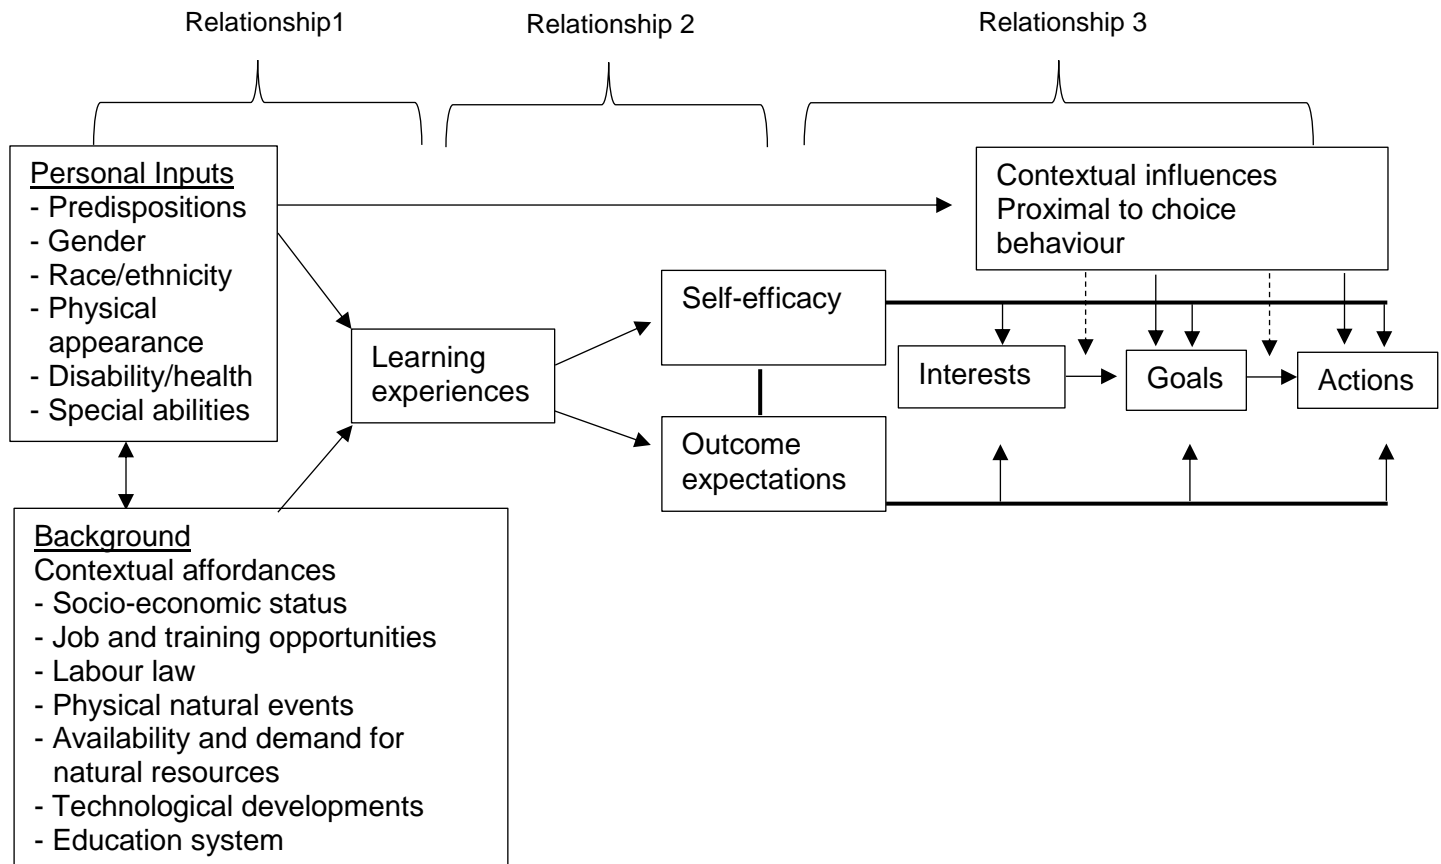 Relationship1
Relationship 2
Relationship 3
Personal Inputs
- Predispositions
- Gender
- Race/ethnicity
- Physical
appearance
- Disability/health
- Special abilities
Contextual influences
Proximal to choice
behaviour
Self-efficacy
Learning
experiences
Interests
Goals
Actions
Outcome
expectations
Background
Contextual affordances
- Socio-economic status
- Job and training opportunities
- Labour law
- Physical natural events
- Availability and demand for
natural resources
- Technological developments
- Education system